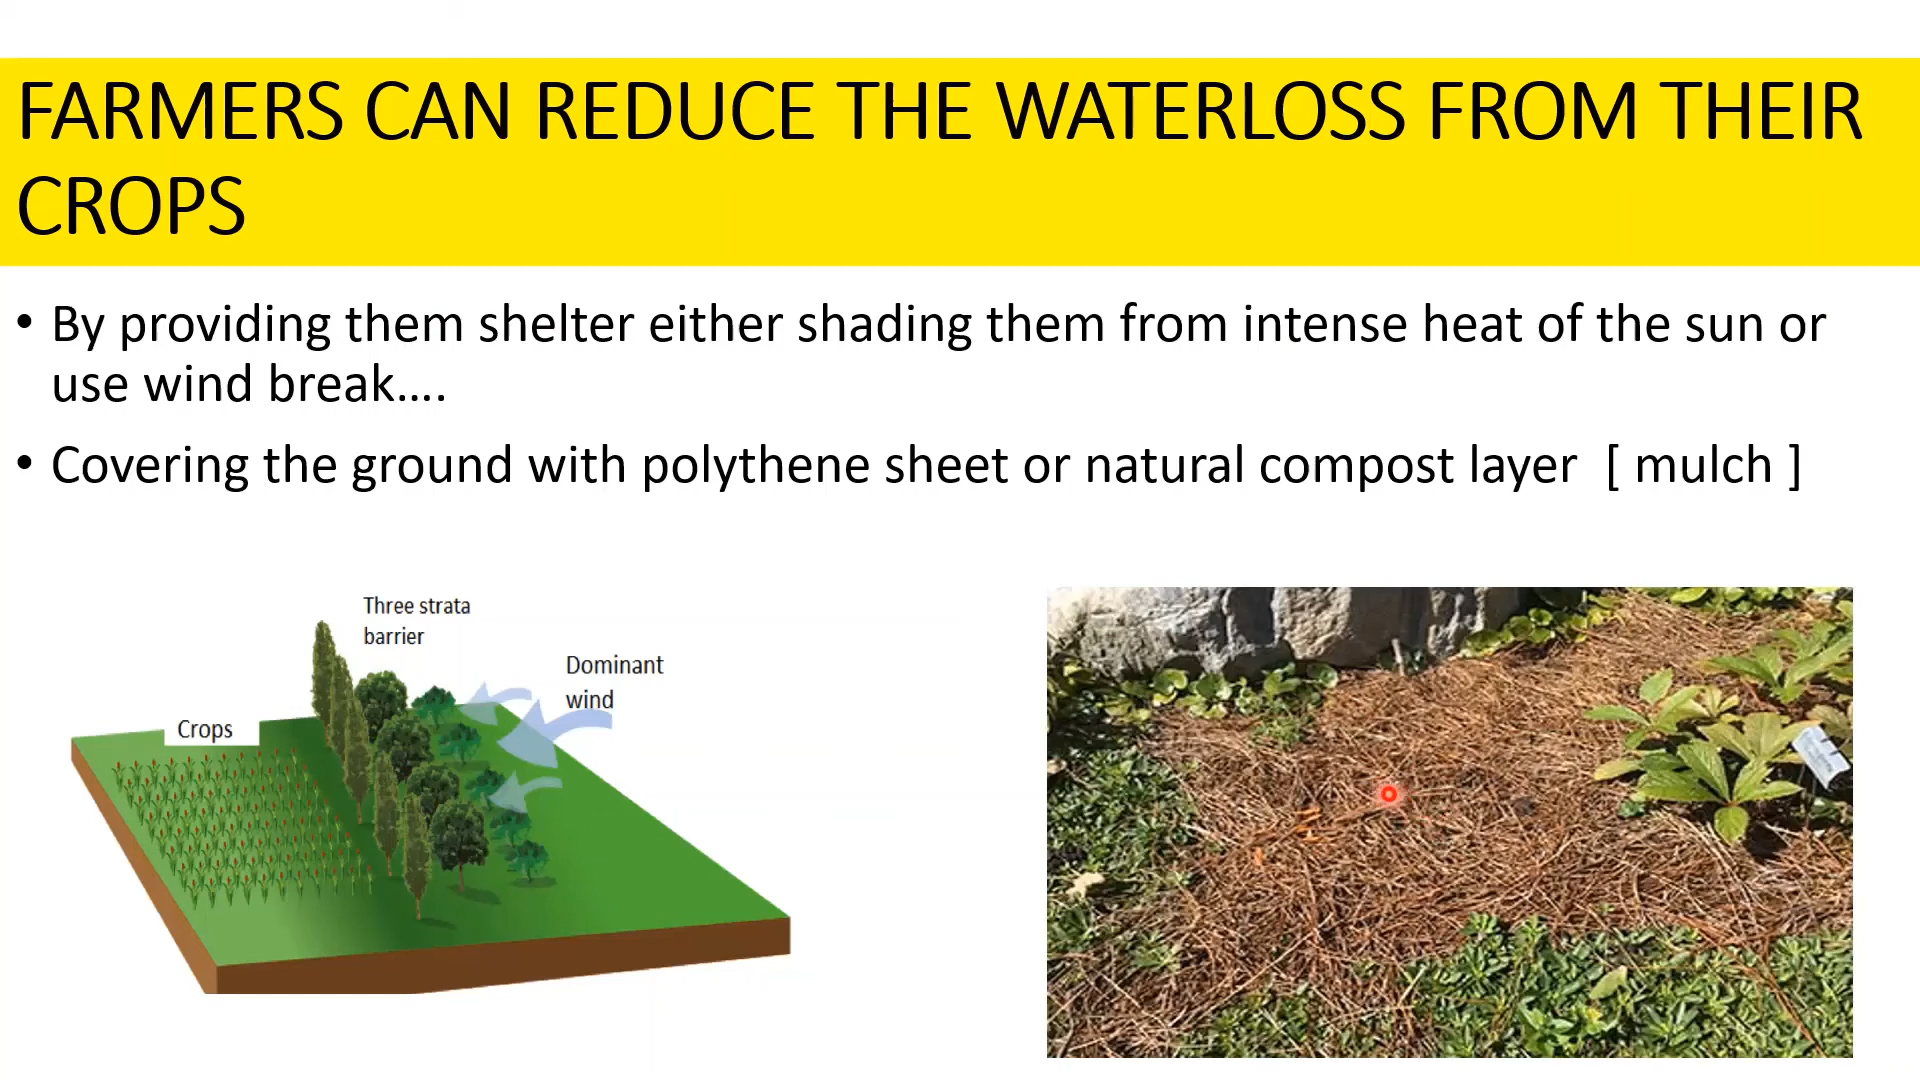 FARMERS CAN REDUCE THE WATERLOSS FROM THEIR
CROPS
• By providing them shelter either shading them from intense heat of the sun or
use wind break....
• Covering the ground with polythene sheet or natural compost layer [ mulch ]
Three strata
barrier
Dominant
wind
Crops